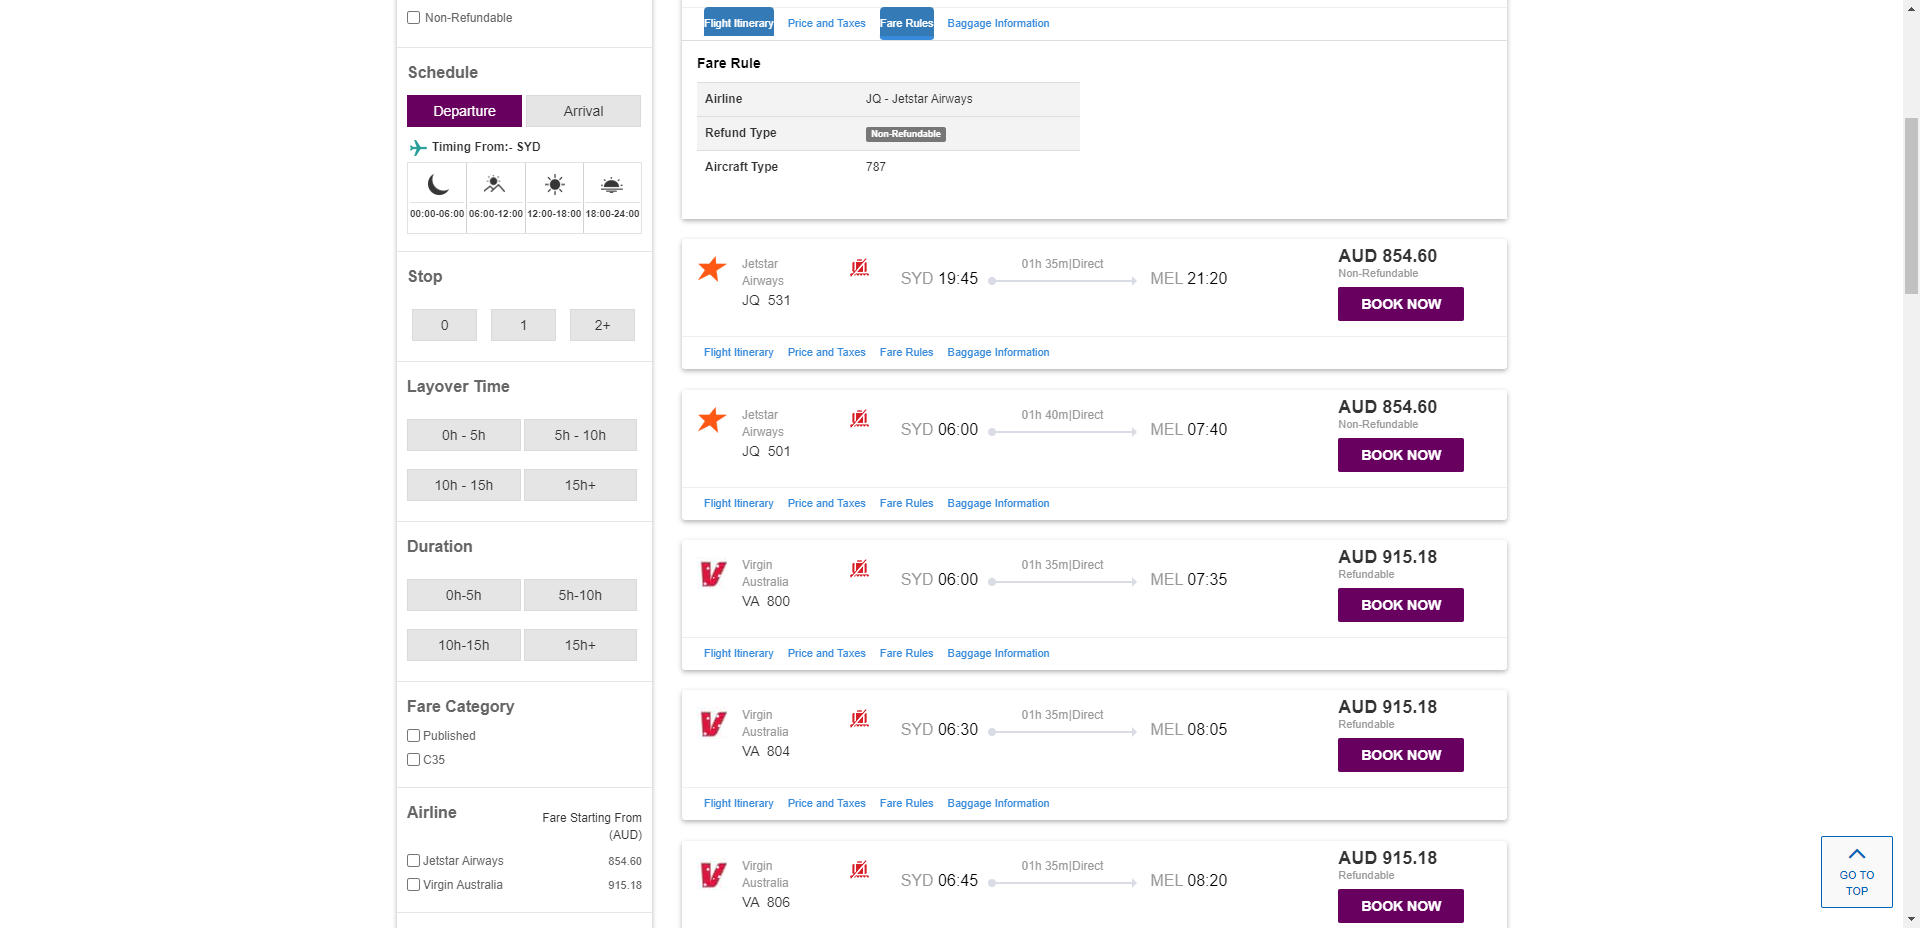 Non-Refundable
Schedule
Departure Arrival
Timing From:- SYD
00:00-06:00 06:00-12:00 12:00-18:00 18:00-24:00
Stop
0 1 2+
Layover Time
0h - 5h 5h - 10h
10h - 15h 15h+
Duration
0h-5h 5h-10h
10h-15h 15h+
Fare Category
Published
C35
Airline Fare Starting From
(AUD)
Jetstar Airways 854.60
Virgin Australia 915.18
Flight Itinerary Price and Taxes Fare Rules Baggage Information
Fare Rule
Airline JQ - Jetstar Airways
Refund Type Non-Refundable
Aircraft Type 787
Jetstar
Airways
JQ 531
SYD 19:45
01h 35m|Direct
MEL 21:20
AUD 854.60
Non-Refundable
BOOK NOW
Flight Itinerary Price and Taxes Fare Rules Baggage Information
Jetstar
Airways
JQ 501
SYD 06:00
01h 40m|Direct
MEL 07:40
AUD 854.60
Non-Refundable
BOOK NOW
Flight Itinerary Price and Taxes Fare Rules Baggage Information
Virgin
Australia
VA 800
SYD 06:00
01h 35m|Direct
MEL 07:35
AUD 915.18
Refundable
BOOK NOW
Flight Itinerary Price and Taxes Fare Rules Baggage Information
Virgin
Australia
VA 804
SYD 06:30
01h 35m|Direct
MEL 08:05
AUD 915.18
Refundable
BOOK NOW
Flight Itinerary Price and Taxes Fare Rules Baggage Information
Virgin
Australia
VA 806
SYD 06:45
01h 35m|Direct
MEL 08:20
AUD 915.18
Refundable
BOOK NOW
GO TO
TOP